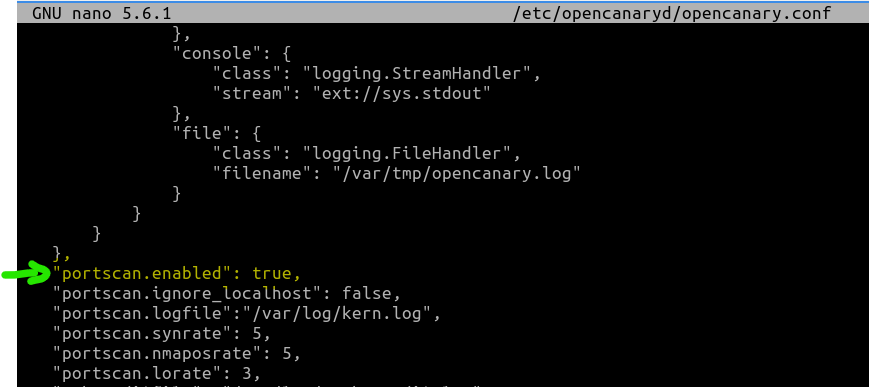 GNU nano 5.6.1 /etc/opencanaryd/opencanary.conf
},
"console": {
"class": "logging.StreamHandler",
"stream": "ext://sys.stdout"
},
"file": {
"class": "logging.FileHandler",
"filename": "/var/tmp/opencanary.log"
}
}
}
},
"portscan.enabled": true,
"portscan.ignore_localhost": false,
"portscan.logfile":"/var/log/kern.log",
"portscan.synrate": 5,
"portscan.nmaposrate": 5,
"portscan.lorate": 3,